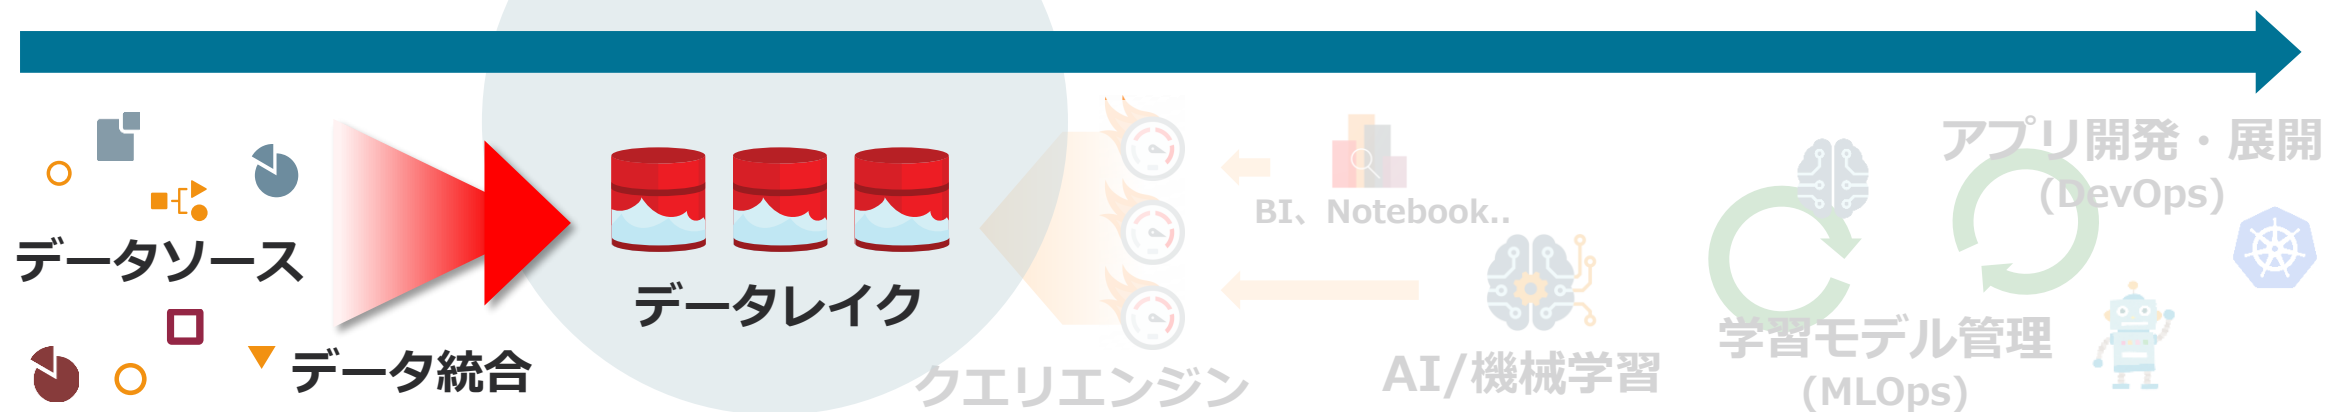 データソース
データ統合
データレイク
クエリエンジン
BI、Notebook..
AI/機械学習
学習モデル管理
(MLOps)
アプリ開発・展開
(DevOps)